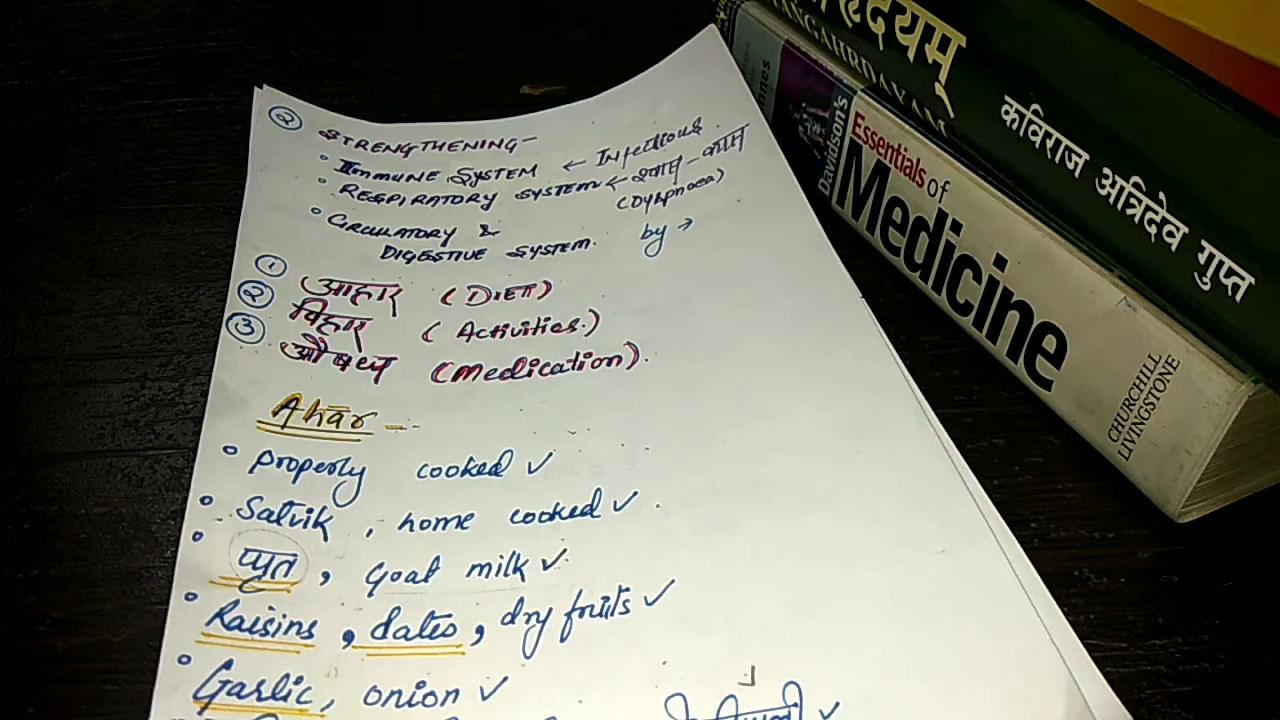 ② STRENGTHENING-
• Immune System ← Infectious
• RESPIRATORY SYSTEM ← श्वास - कास
(Dyspnoea)
• CIRCULATORY &
DIGESTIVE SYSTEM. by →
① आहार (DIET)
② विहार (Activities.)
③ औषध (Medication).
Ahār -
• properly cooked ✓
• Satvik, home cooked ✓.
• घृत, Goat milk ✓.
• Raisins, dates, dry fruits ✓
• Garlic, onion ✓
हृदयम्
कविराज अत्रिदेव गुप्त
Davidson's
Essentials of
Medicine
CHURCHILL
LIVINGSTONE